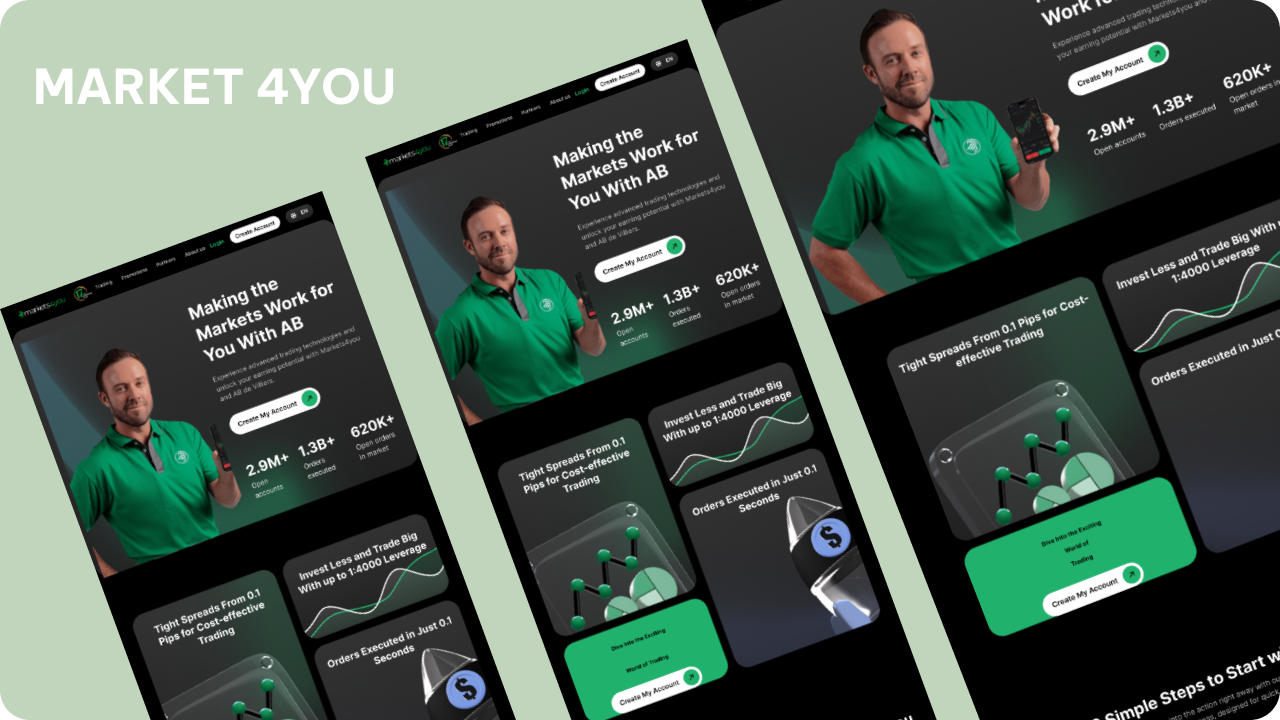 MARKET 4YOU
markets4you
Trading
Promotions
Partners
About us
Login
Create Account
EN
Making the
Markets Work for
You With AB
Experience advanced trading technologies and
unlock your earning potential with Markets4you
and AB de Villiers.
Create My Account
2.9M+
Open
accounts
1.3B+
Orders
executed
620K+
Open orders
in market
Tight Spreads From 0.1
Pips for Cost-effective
Trading
Invest Less and Trade Big
With up to 1:4000 Leverage
Orders Executed in Just 0.1
Seconds
$
markets4you
Trading
Promotions
Partners
About us
Login
Create Account
EN
Making the
Markets Work for
You With AB
Experience advanced trading technologies and
unlock your earning potential with Markets4you
and AB de Villiers.
Create My Account
2.9M+
Open
accounts
1.3B+
Orders
executed
620K+
Open orders
in market
Tight Spreads From 0.1
Pips for Cost-effective
Trading
Invest Less and Trade Big
With up to 1:4000 Leverage
Orders Executed in Just 0.1
Seconds
$
Dive Into the Exciting
World of Trading
Create My Account
Work for
Experience advanced trading
your earning potential with Markets4you and
Create My Account
2.9M+
Open accounts
1.3B+
Orders executed
620K+
Open orders in
market
Tight Spreads From 0.1 Pips for Cost-
effective Trading
Invest Less and Trade Big With
1:4000 Leverage
Orders Executed in Just
Dive Into the Exciting
World of
Trading
Create My Account
Simple Steps to Start
into the action right away with
designed for